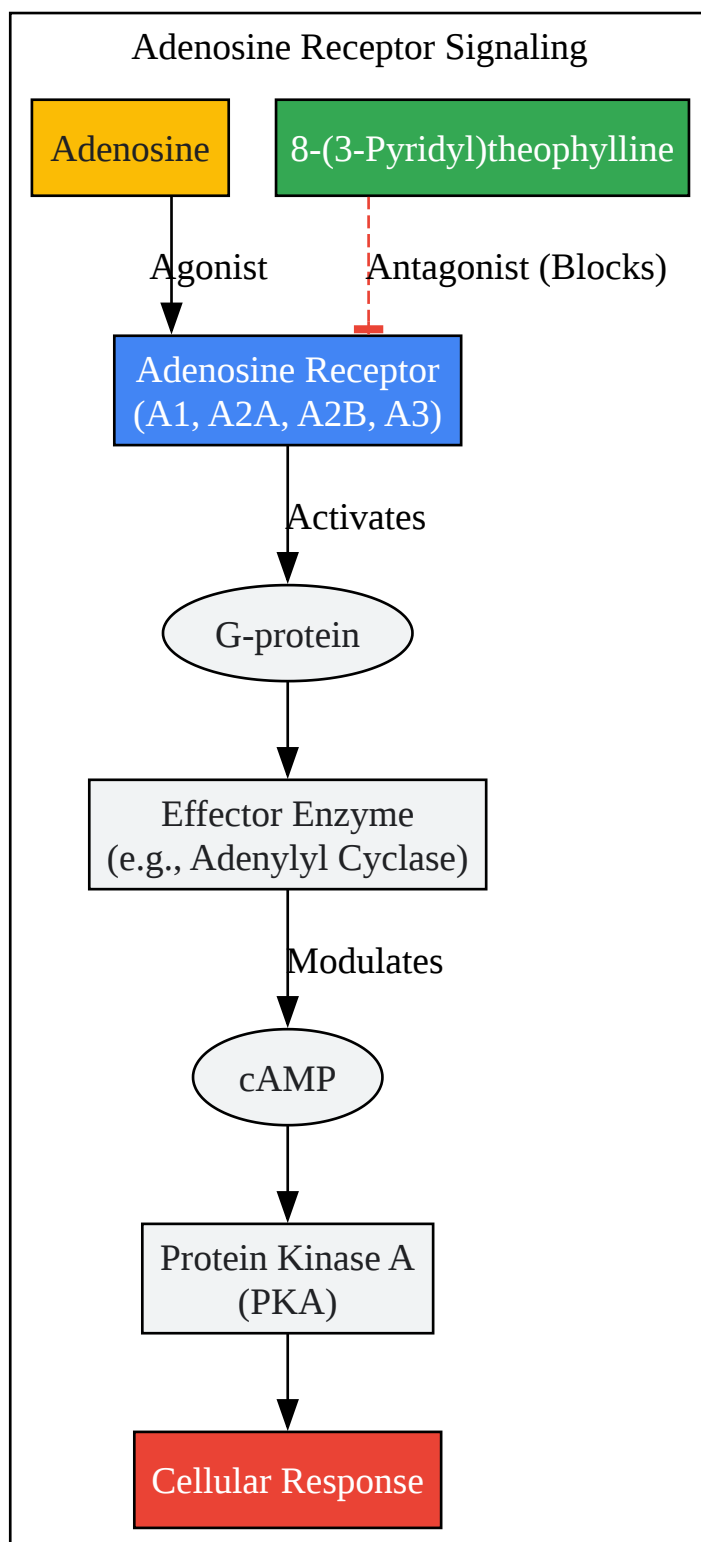 Adenosine Receptor Signaling
Adenosine
8-(3-Pyridyl)theophylline
Agonist
Antagonist (Blocks)
Adenosine Receptor
(A1, A2A, A2B, A3)
Activates
G-protein
Effector Enzyme
(e.g., Adenylyl Cyclase)
Modulates
cAMP
Protein Kinase A
(PKA)
Cellular Response